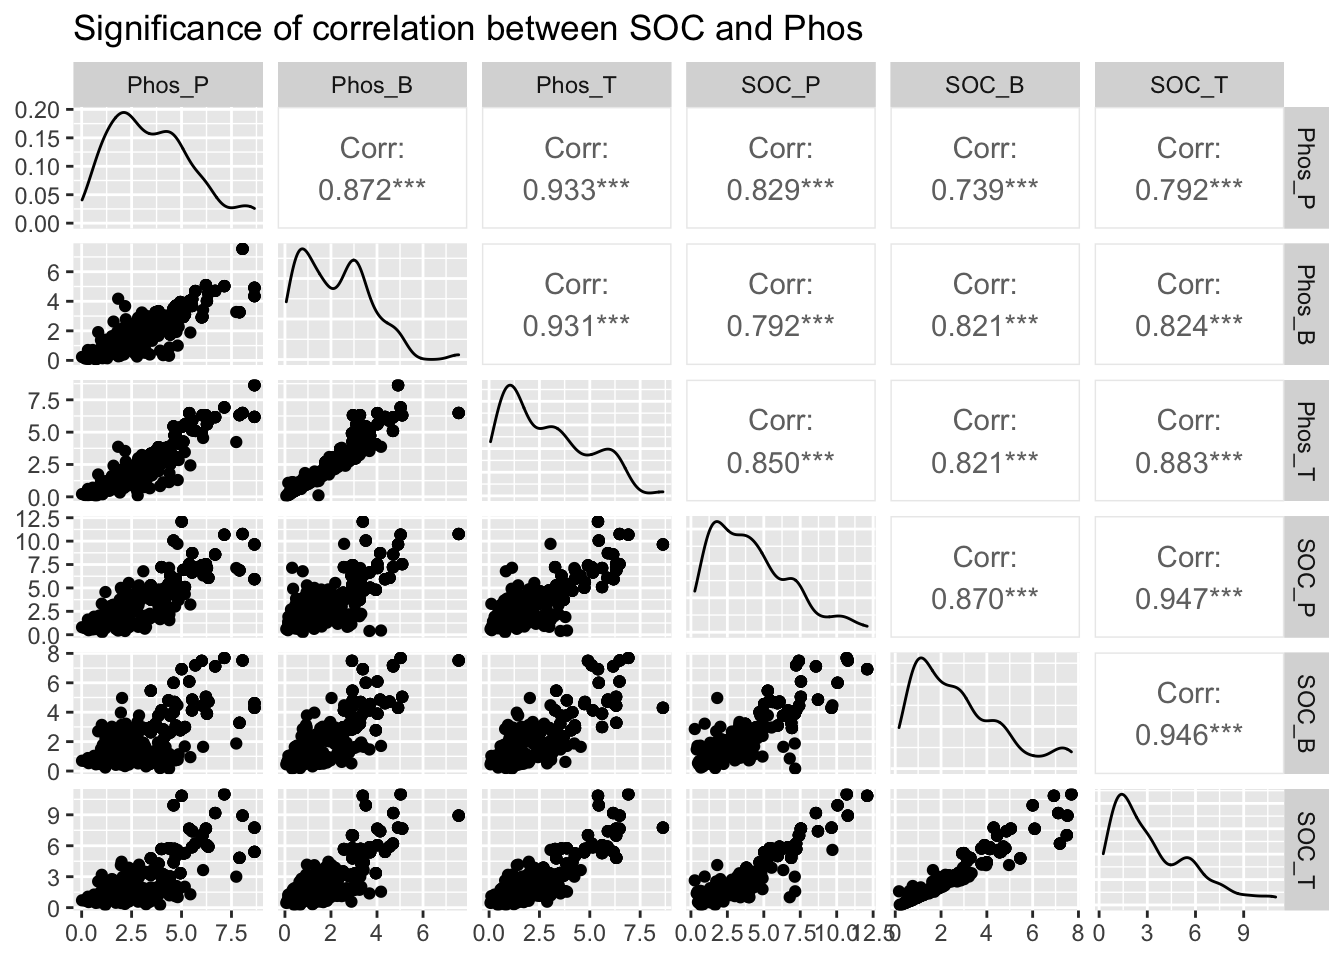 Significance of correlation between SOC and Phos
Phos_P Phos_B Phos_T SOC_P SOC_B SOC_T
0.20
0.15
0.10
0.05
0.00
Corr: Corr: Corr: Corr: Corr:
0.872*** 0.933*** 0.829*** 0.739*** 0.792***
Phos_P
6
4
2
0
Corr: Corr: Corr: Corr:
0.931*** 0.792*** 0.821*** 0.824***
Phos_B
7.5
5.0
2.5
0.0
Corr: Corr: Corr:
0.850*** 0.821*** 0.883***
Phos_T
12.5
10.0
7.5
5.0
2.5
0.0
Corr: Corr:
0.870*** 0.947***
SOC_P
8
6
4
2
0
Corr:
0.946***
SOC_B
9
6
3
0
SOC_T
0.0 2.5 5.0 7.5 0 2 4 6 0.0 2.5 5.0 7.5 0.0 2.5 5.0 7.5 10.0 12.5 0 2 4 6 8 0 3 6 9